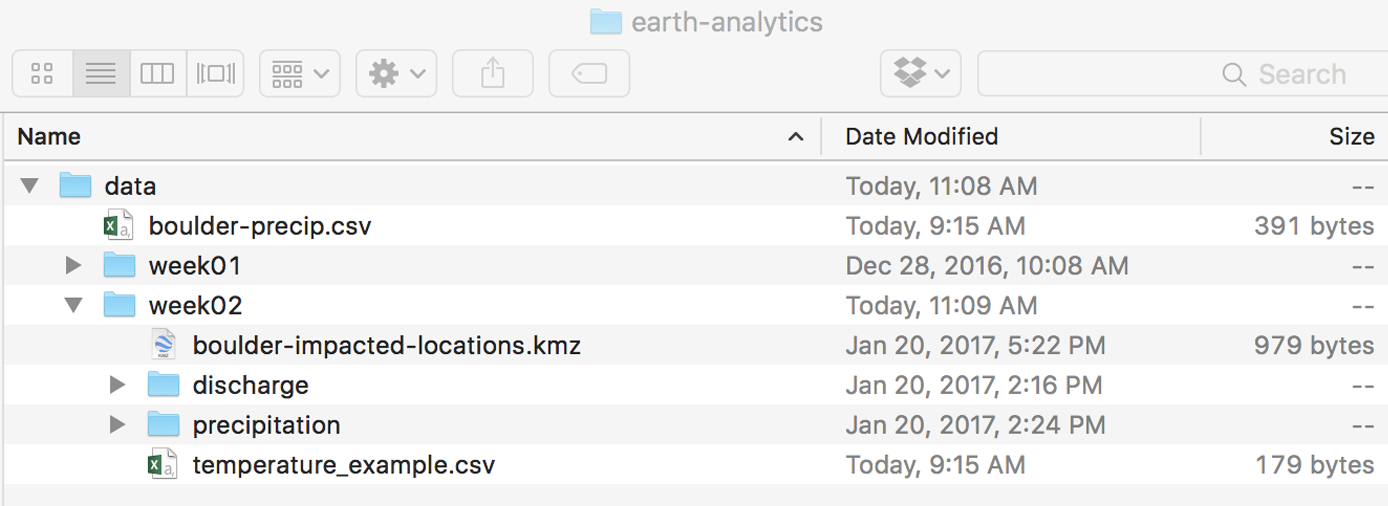 earth-analytics
Search
Name Date Modified Size
data Today, 11:08 AM --
boulder-precip.csv Today, 9:15 AM 391 bytes
week01 Dec 28, 2016, 10:08 AM --
week02 Today, 11:09 AM --
boulder-impacted-locations.kmz Jan 20, 2017, 5:22 PM 979 bytes
discharge Jan 20, 2017, 2:16 PM --
precipitation Jan 20, 2017, 2:24 PM --
temperature_example.csv Today, 9:15 AM 179 bytes